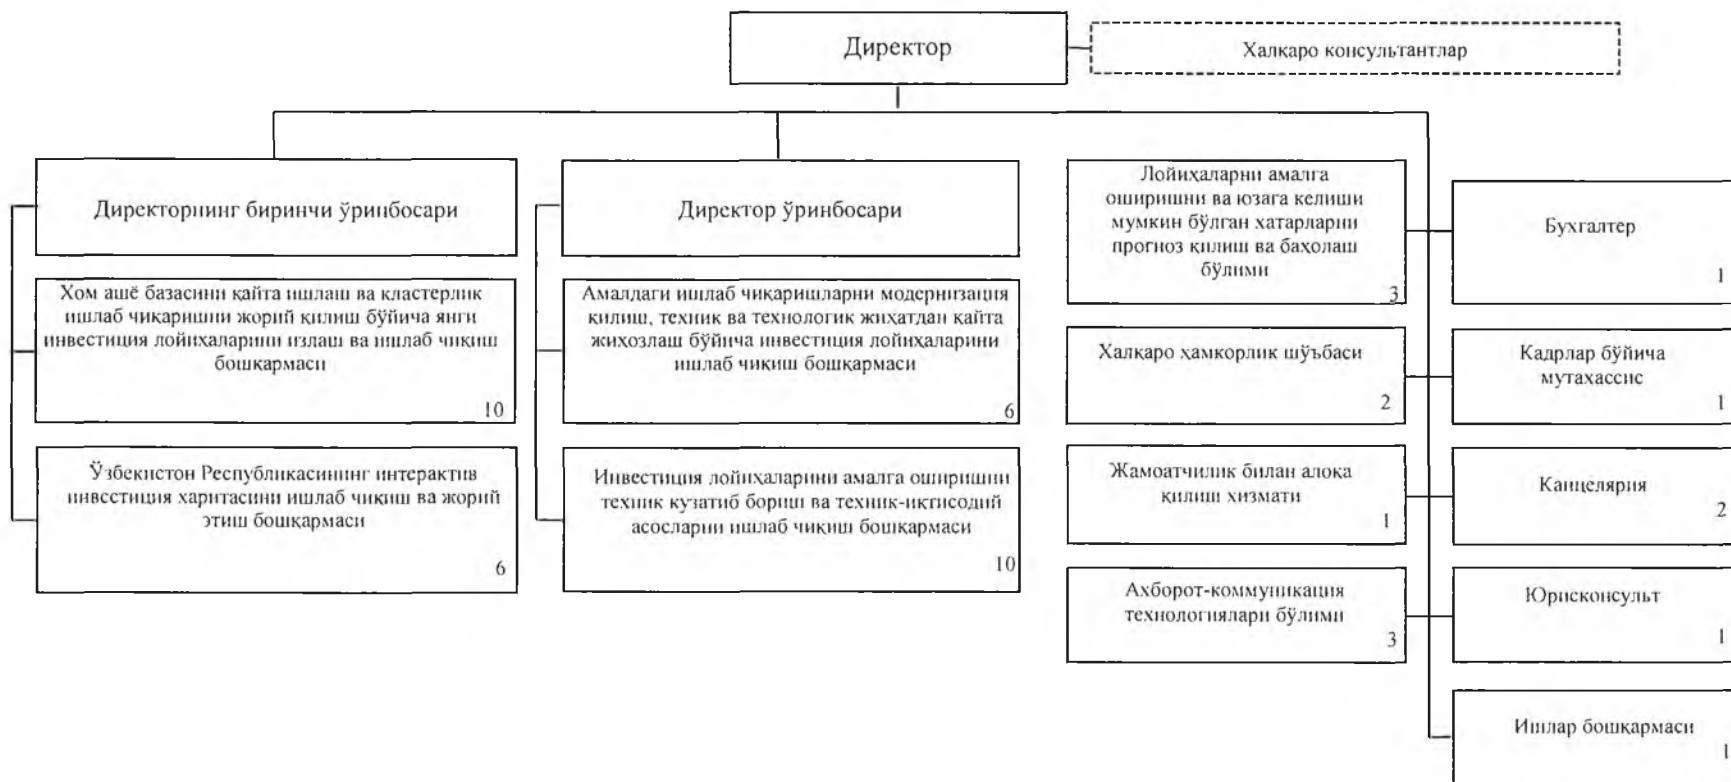 Директор
Халқаро консультантлар
Директорнинг биринчи ўринбосари
Хом ашё базасини қайта ишлаш ва кластерлик
ишлаб чиқаришни жорий қилиш бўйича янги
инвестиция лойиҳаларини излаш ва ишлаб чиқиш
бошқармаси
10
Ўзбекистон Республикасининг интерактив
инвестиция харитасини ишлаб чиқиш ва жорий
этиш бошқармаси
6
Директор ўринбосари
Амалдаги ишлаб чиқаришларни модернизация
қилиш, техник ва технологик жиҳатдан қайта
жиҳозлаш бўйича инвестиция лойиҳаларини
ишлаб чиқиш бошқармаси
6
Инвестиция лойиҳаларини амалга оширишни
техник кузатиб бориш ва техник-иқтисодий
асосларни ишлаб чиқиш бошқармаси
10
Лойиҳаларни амалга
оширишни ва юзага келиши
мумкин бўлган хатарларни
прогноз қилиш ва баҳолаш
бўлими
3
Халқаро ҳамкорлик шўъбаси
2
Жамоатчилик билан алоқа
қилиш хизмати
1
Ахборот-коммуникация
технологиялари бўлими
3
Бухгалтер
1
Кадрлар бўйича
мутахассис
1
Канцелярия
2
Юрисконсульт
1
Ишлар бошқармаси
1